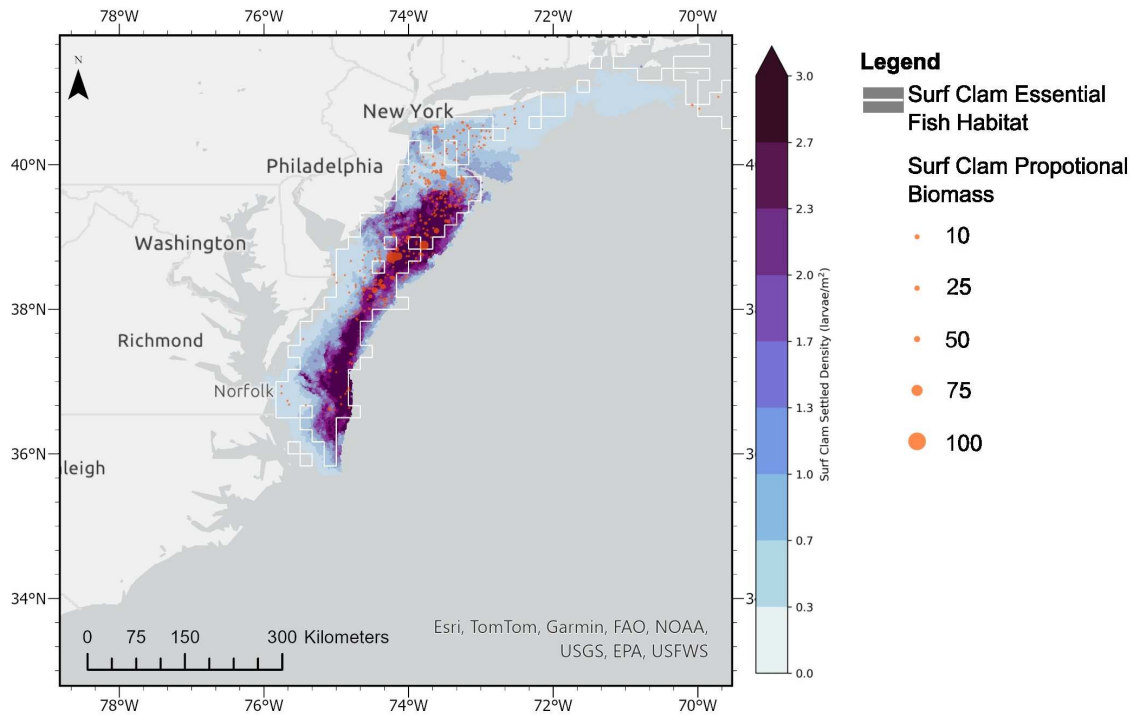 78°W 76°W 74°W 72°W 70°W
N
New York
40°N
Philadelphia
Washington
38°N
Richmond
Norfolk
36°N
leigh
34°N
0 75 150 300 Kilometers
Esri, TomTom, Garmin, FAO, NOAA,
USGS, EPA, USFWS
78°W 76°W 74°W 72°W 70°W
3.0
2.7
2.3
2.0
1.7
1.3
1.0
0.7
0.3
0.0
Surf Clam Settled Density (larvae/m²)
Legend
Surf Clam Essential
Fish Habitat
Surf Clam Propotional
Biomass
10
25
50
75
100